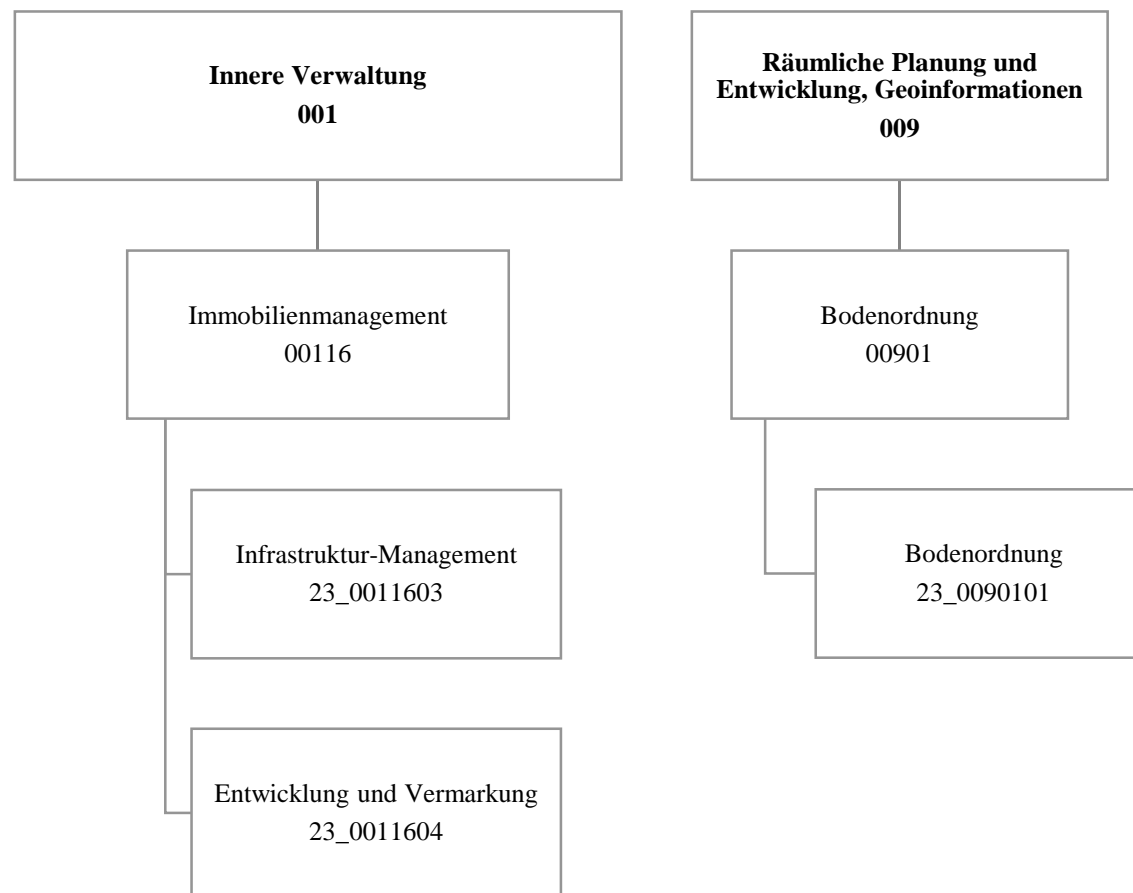 Innere Verwaltung
001
Räumliche Planung und
Entwicklung, Geoinformationen
009
Immobilienmanagement
00116
Bodenordnung
00901
Infrastruktur-Management
23_0011603
Bodenordnung
23_0090101
Entwicklung und Vermarkung
23_0011604